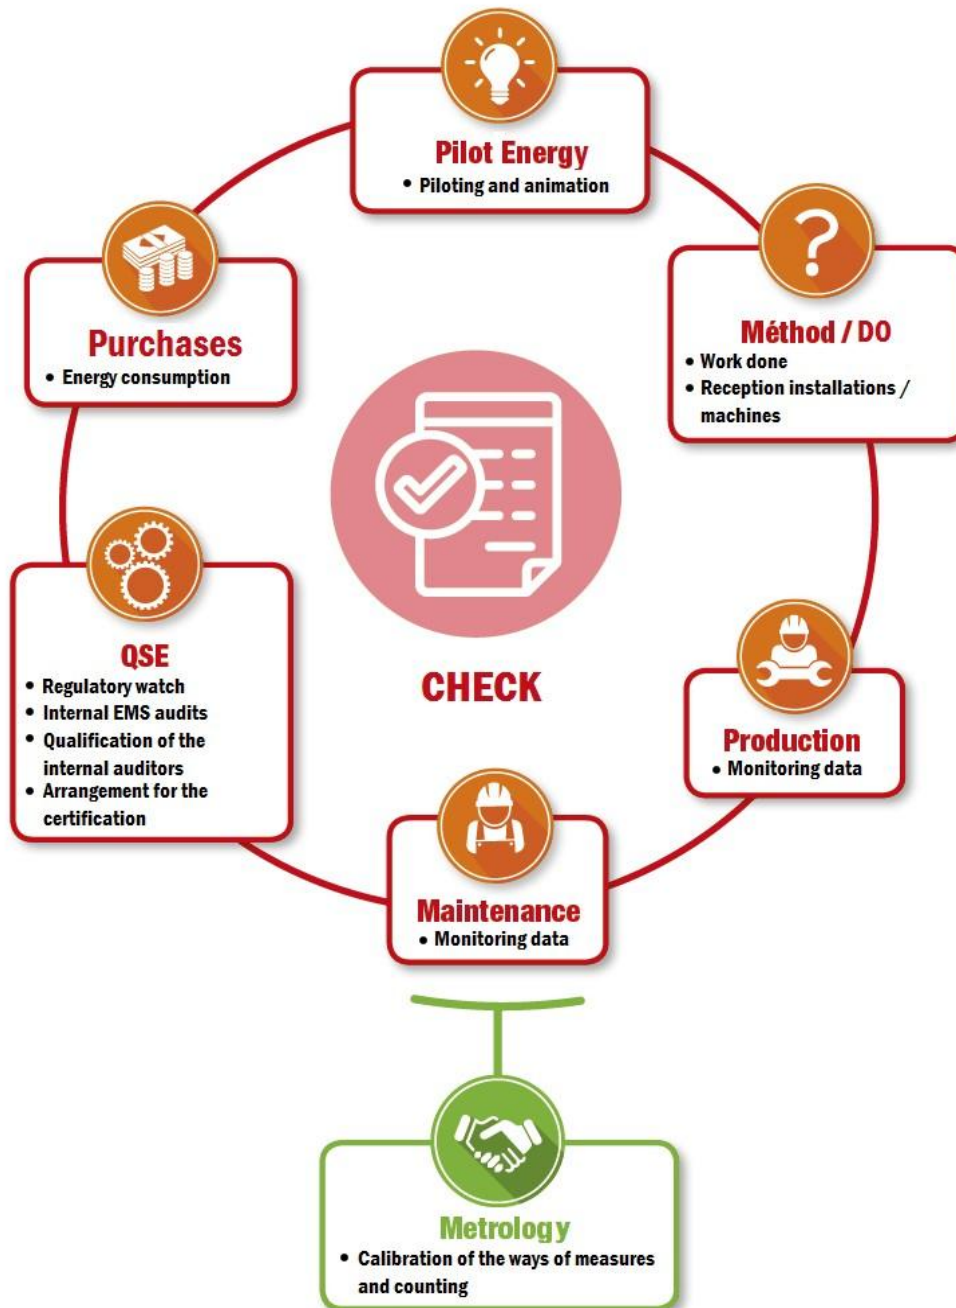 Pilot Energy
• Piloting and animation
Purchases
• Energy consumption
Méthod / DO
• Work done
• Reception installations /
machines
QSE
• Regulatory watch
• Internal EMS audits
• Qualification of the
internal auditors
• Arrangement for the
certification
CHECK
Production
• Monitoring data
Maintenance
• Monitoring data
Metrology
• Calibration of the ways of measures
and counting